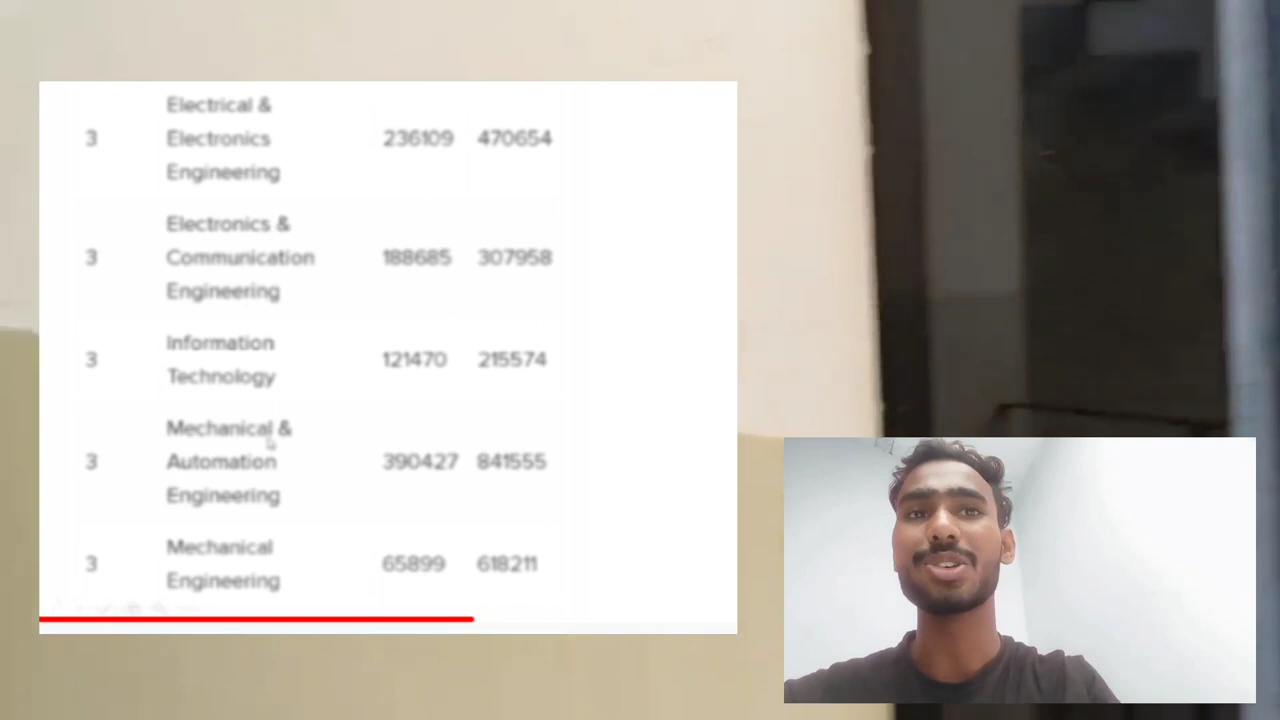 Electrical &
3 Electronics 236109 470654
Engineering
Electronics &
3 Communication 188685 307958
Engineering
Information
3 121470 215574
Technology
Mechanical &
3 Automation 390427 841555
Engineering
Mechanical
3 65899 618211
Engineering